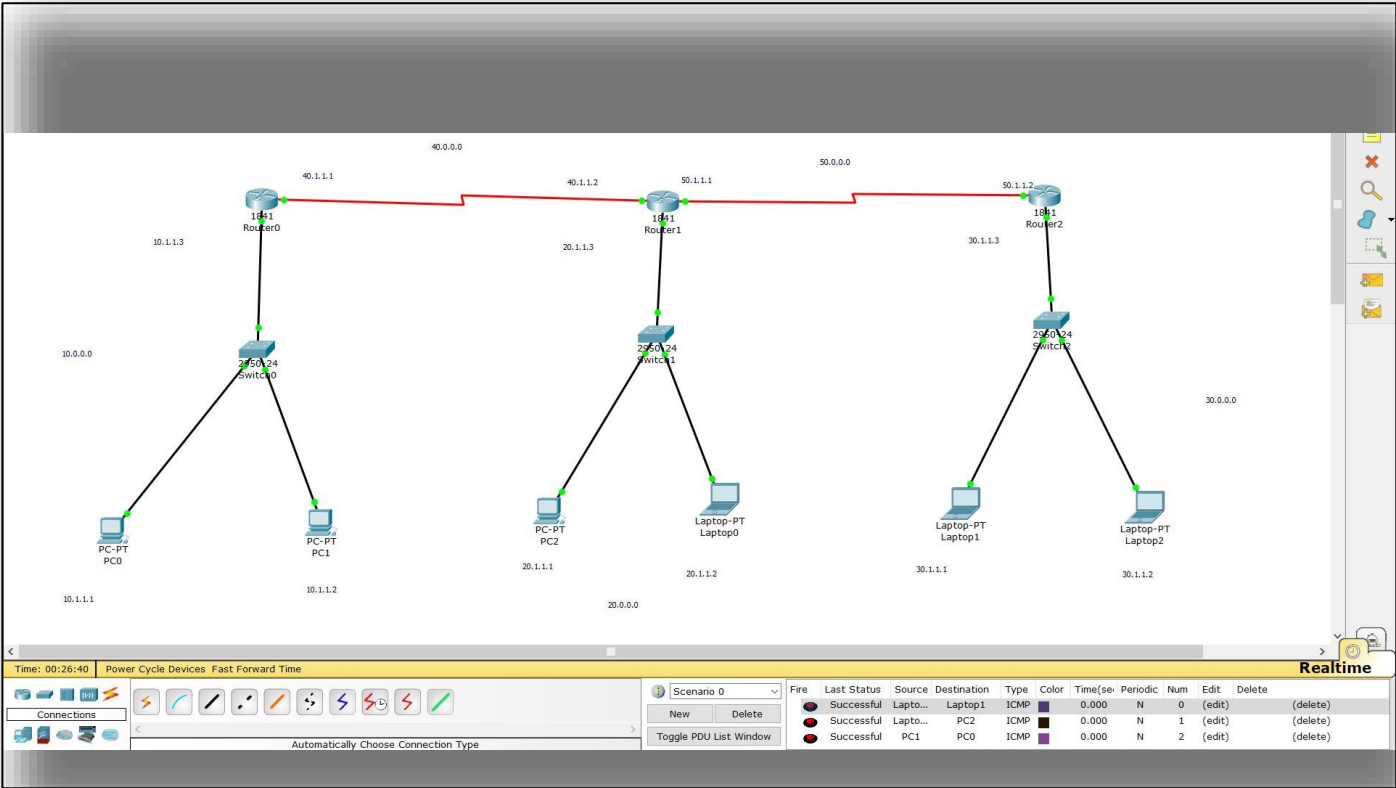 40.0.0.0
50.0.0.0
40.1.1.1
40.1.1.2
50.1.1.1
50.1.1.2
1841
Router0
1841
Router1
1841
Router2
10.1.1.3
20.1.1.3
30.1.1.3
10.0.0.0
2950-24
Switch0
2950-24
Switch1
2950-24
Switch2
30.0.0.0
PC-PT
PC0
PC-PT
PC1
PC-PT
PC2
Laptop-PT
Laptop0
Laptop-PT
Laptop1
Laptop-PT
Laptop2
10.1.1.1
10.1.1.2
20.1.1.1
20.1.1.2
30.1.1.1
30.1.1.2
20.0.0.0
Time: 00:26:40 Power Cycle Devices Fast Forward Time
Realtime
Connections
Automatically Choose Connection Type
Scenario 0
New Delete
Toggle PDU List Window
Fire Last Status Source Destination Type Color Time(sec Periodic Num Edit Delete
Successful Lapto... Laptop1 ICMP 0.000 N 0 (edit) (delete)
Successful Lapto... PC2 ICMP 0.000 N 1 (edit) (delete)
Successful PC1 PC0 ICMP 0.000 N 2 (edit) (delete)